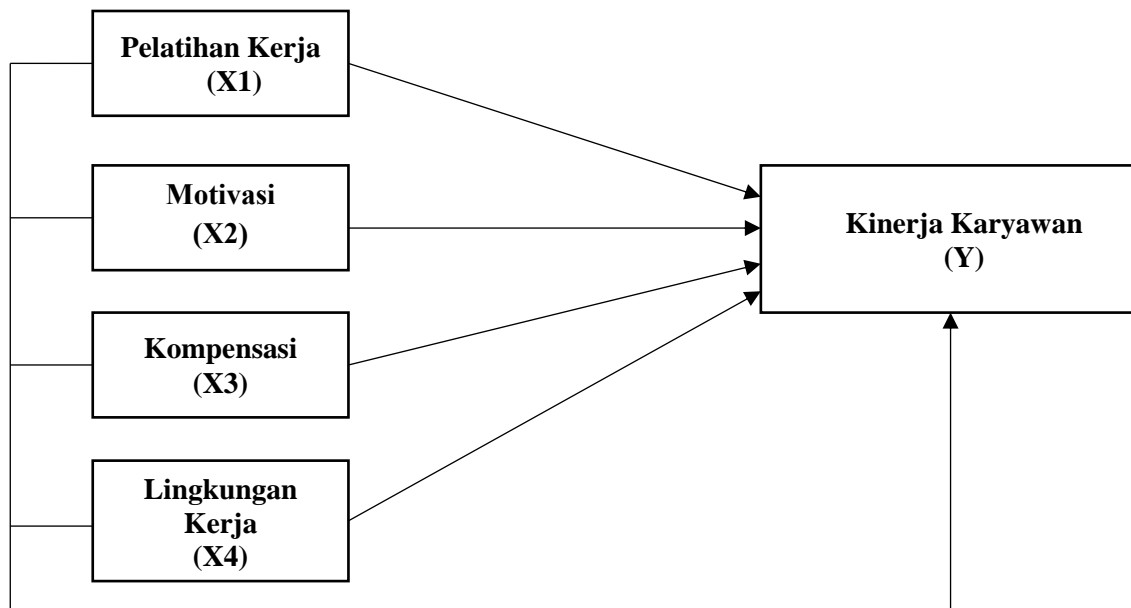 Pelatihan Kerja
(X1)
Motivasi
(X2)
Kompensasi
(X3)
Lingkungan
Kerja
(X4)
Kinerja Karyawan
(Y)